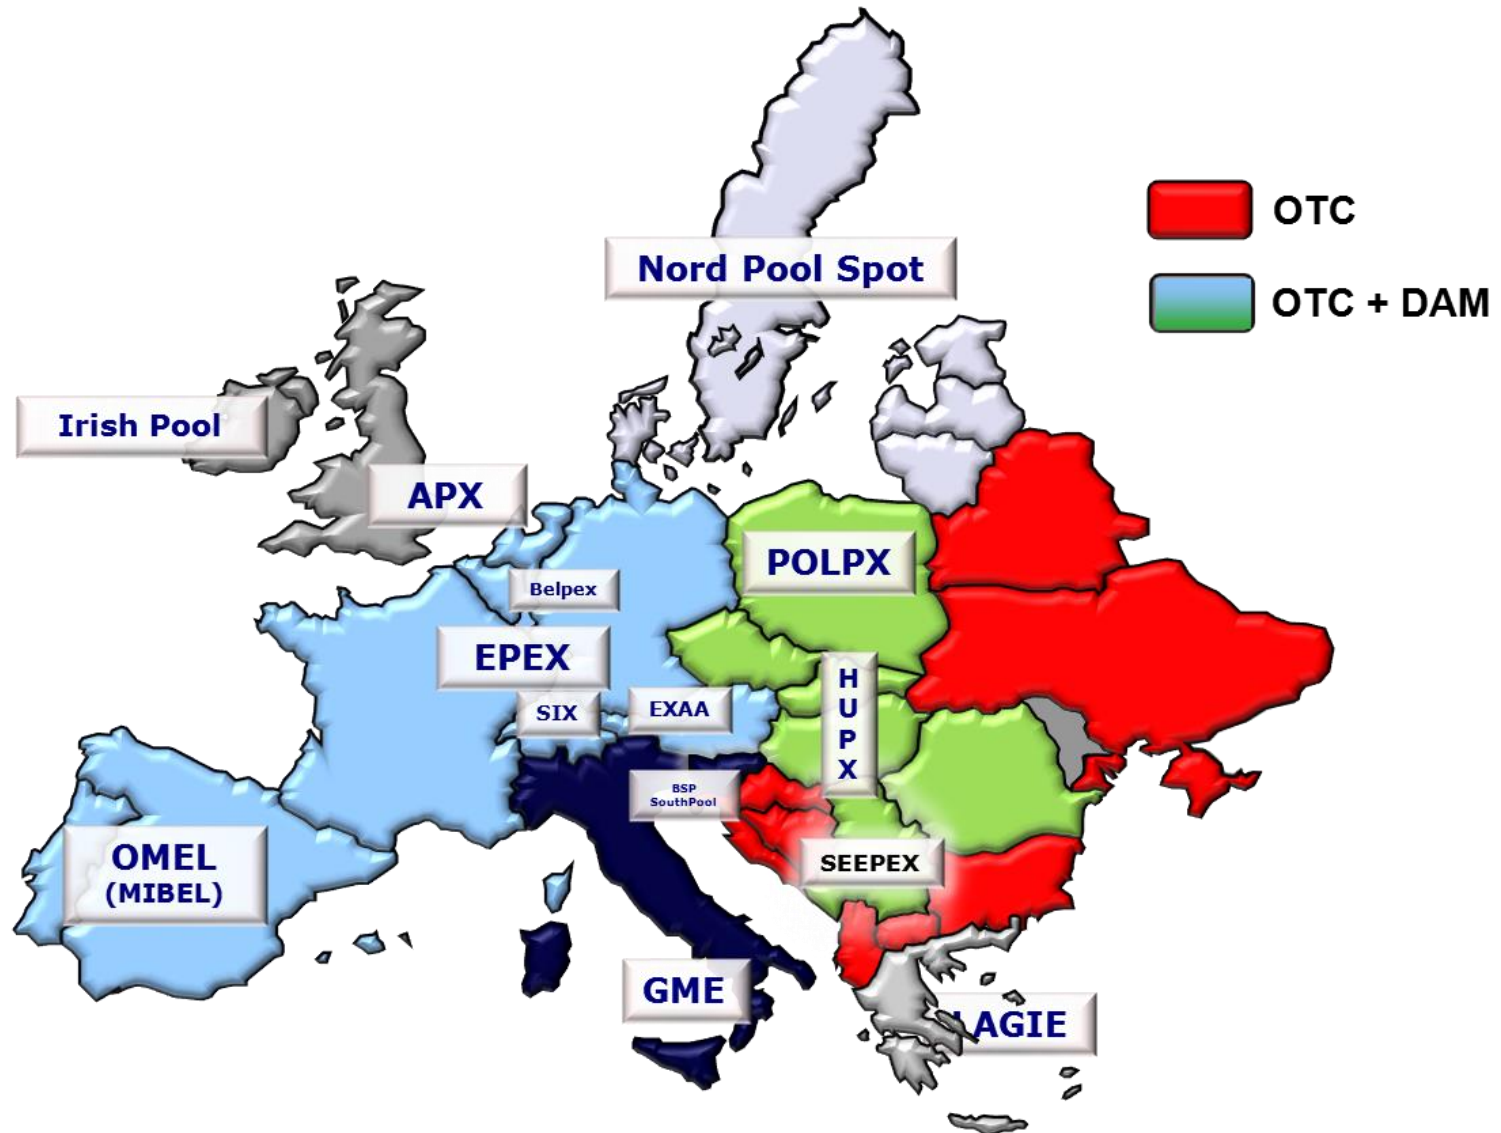 OTC
Nord Pool Spot
OTC + DAM
Irish Pool
APX
POLPX
Belpex
EPEX
H
U
P
X
SIX
EXAA
BSP
SouthPool
OMEL
(MIBEL)
SEEPEX
GME
LAGIE